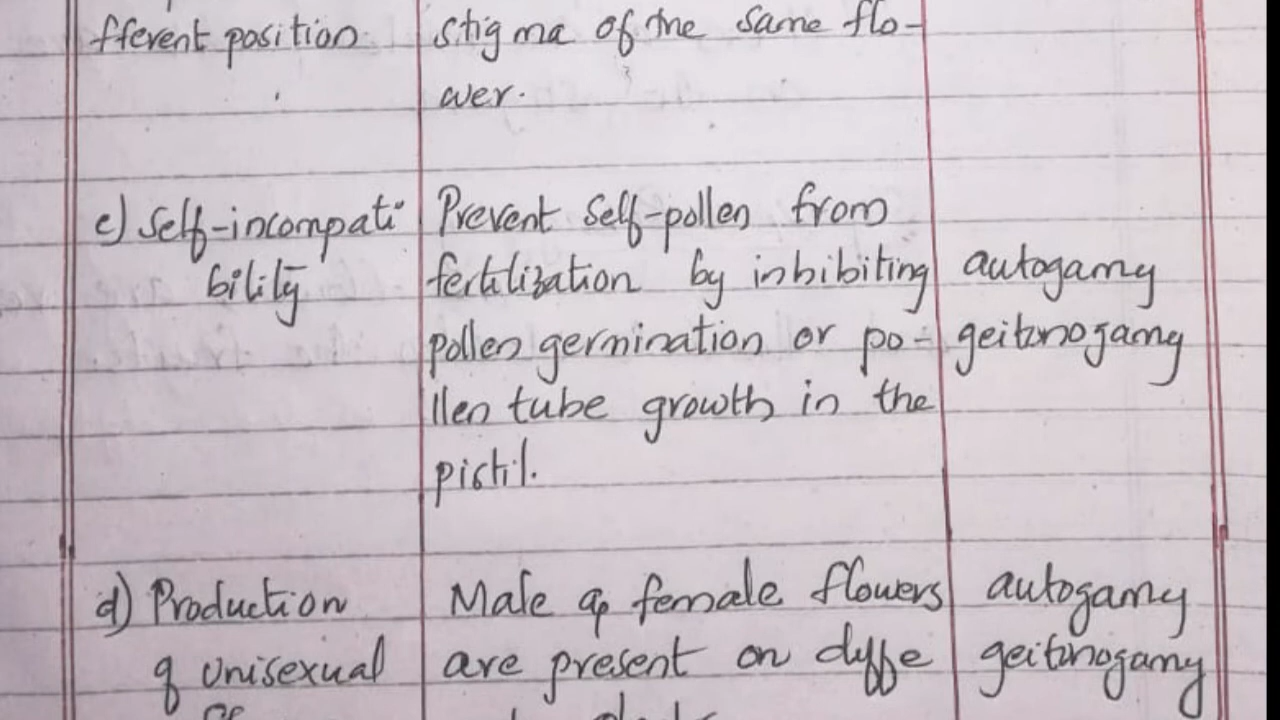 fferent position
stigma of the same flo-
wer.
c) Self-incompati
bility
Prevent self-pollen from
fertilization by inhibiting
pollen germination or po-
llen tube growth in the
pistil.
autogamy
geitonogamy
d) Production
of unisexual
Male & female flowers
are present on diffe
autogamy
geitonogamy